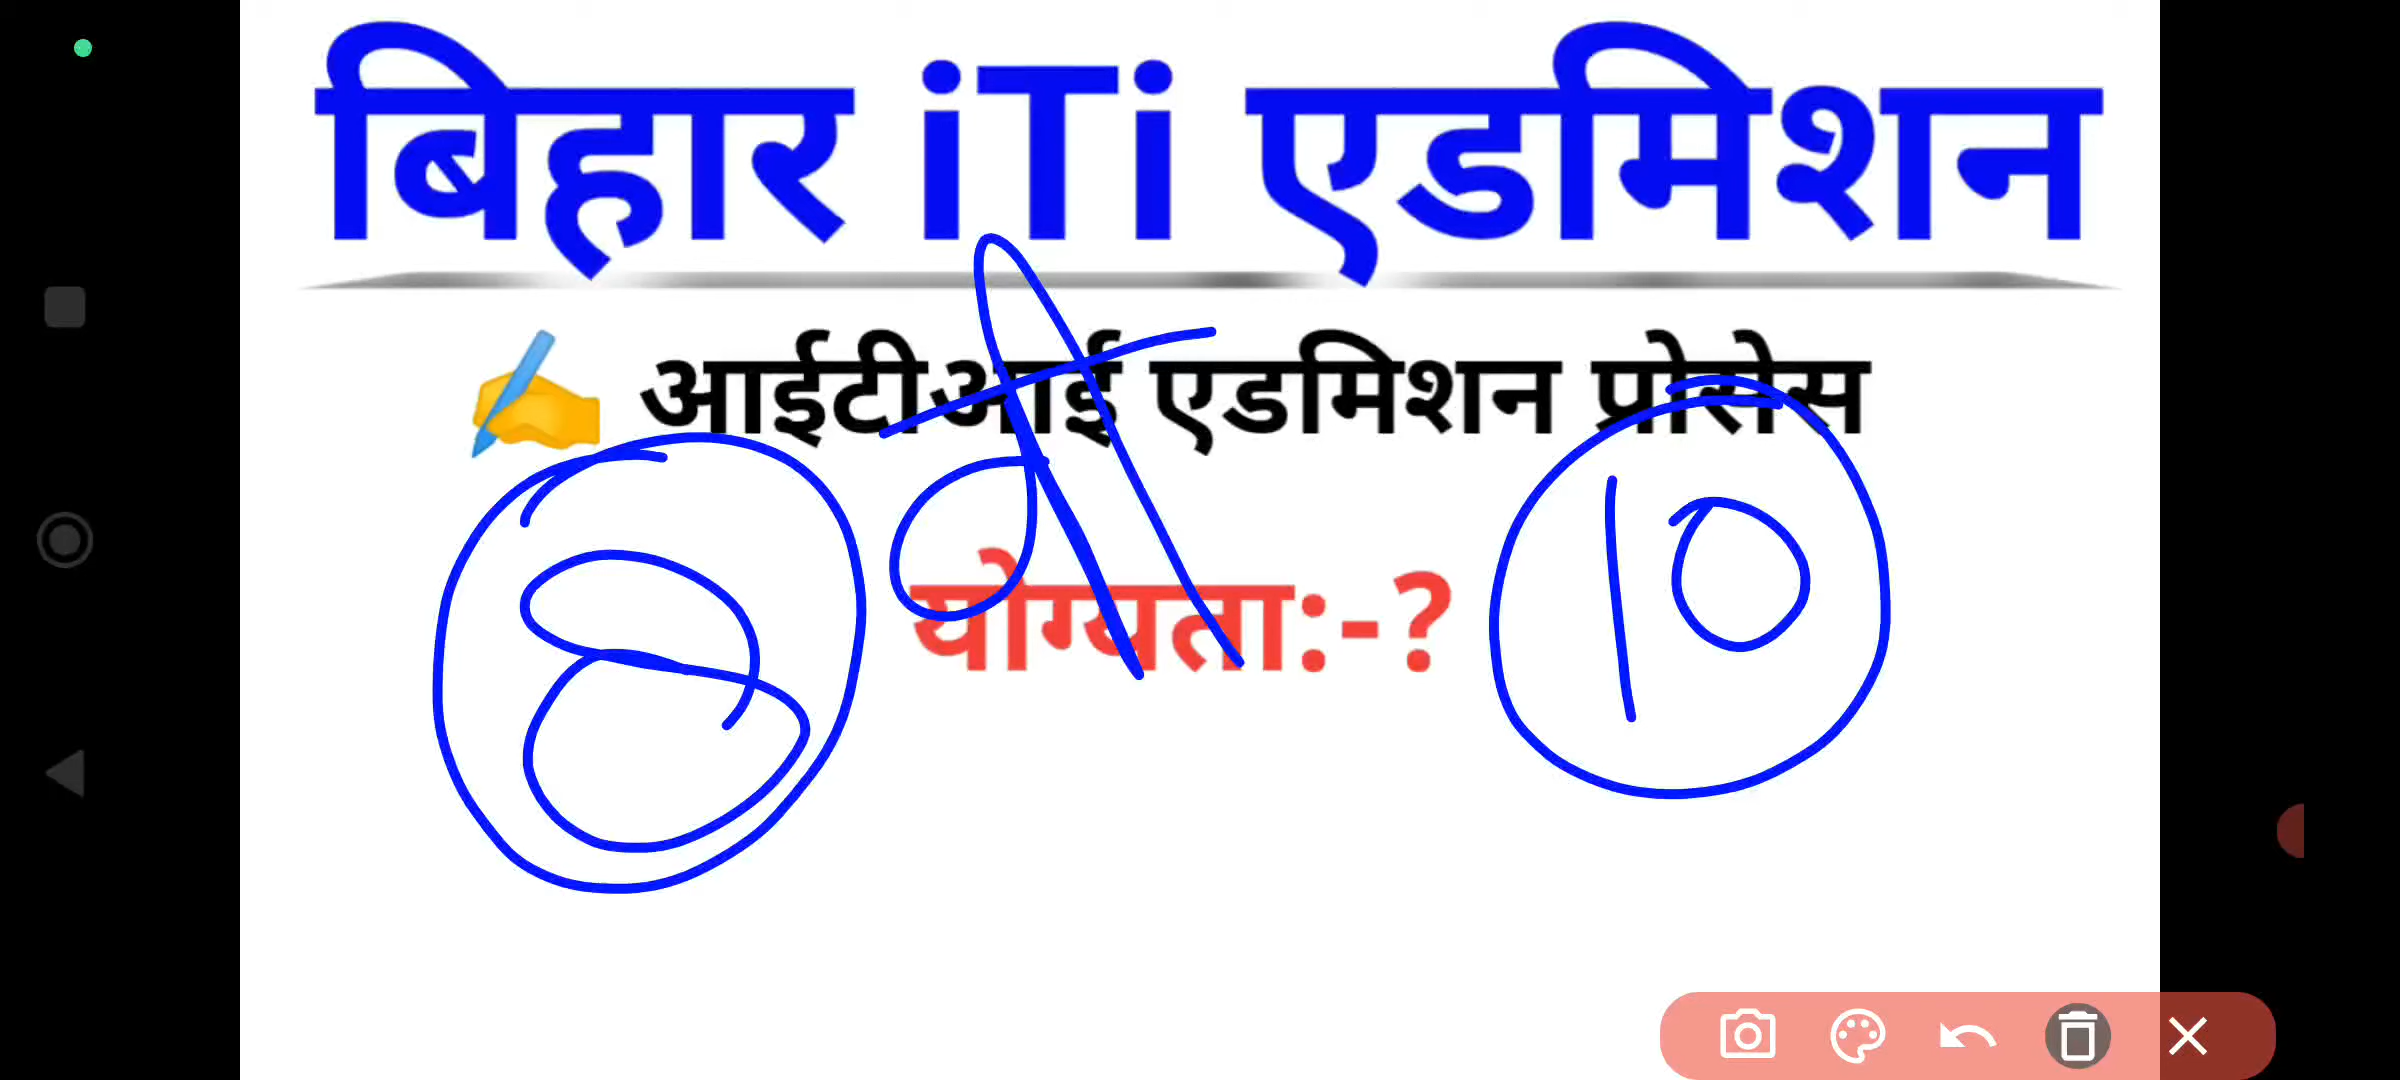 बिहार iTi एडमिशन
✍ आईटीआई एडमिशन प्रोसेस
योग्यता:-?
8
10